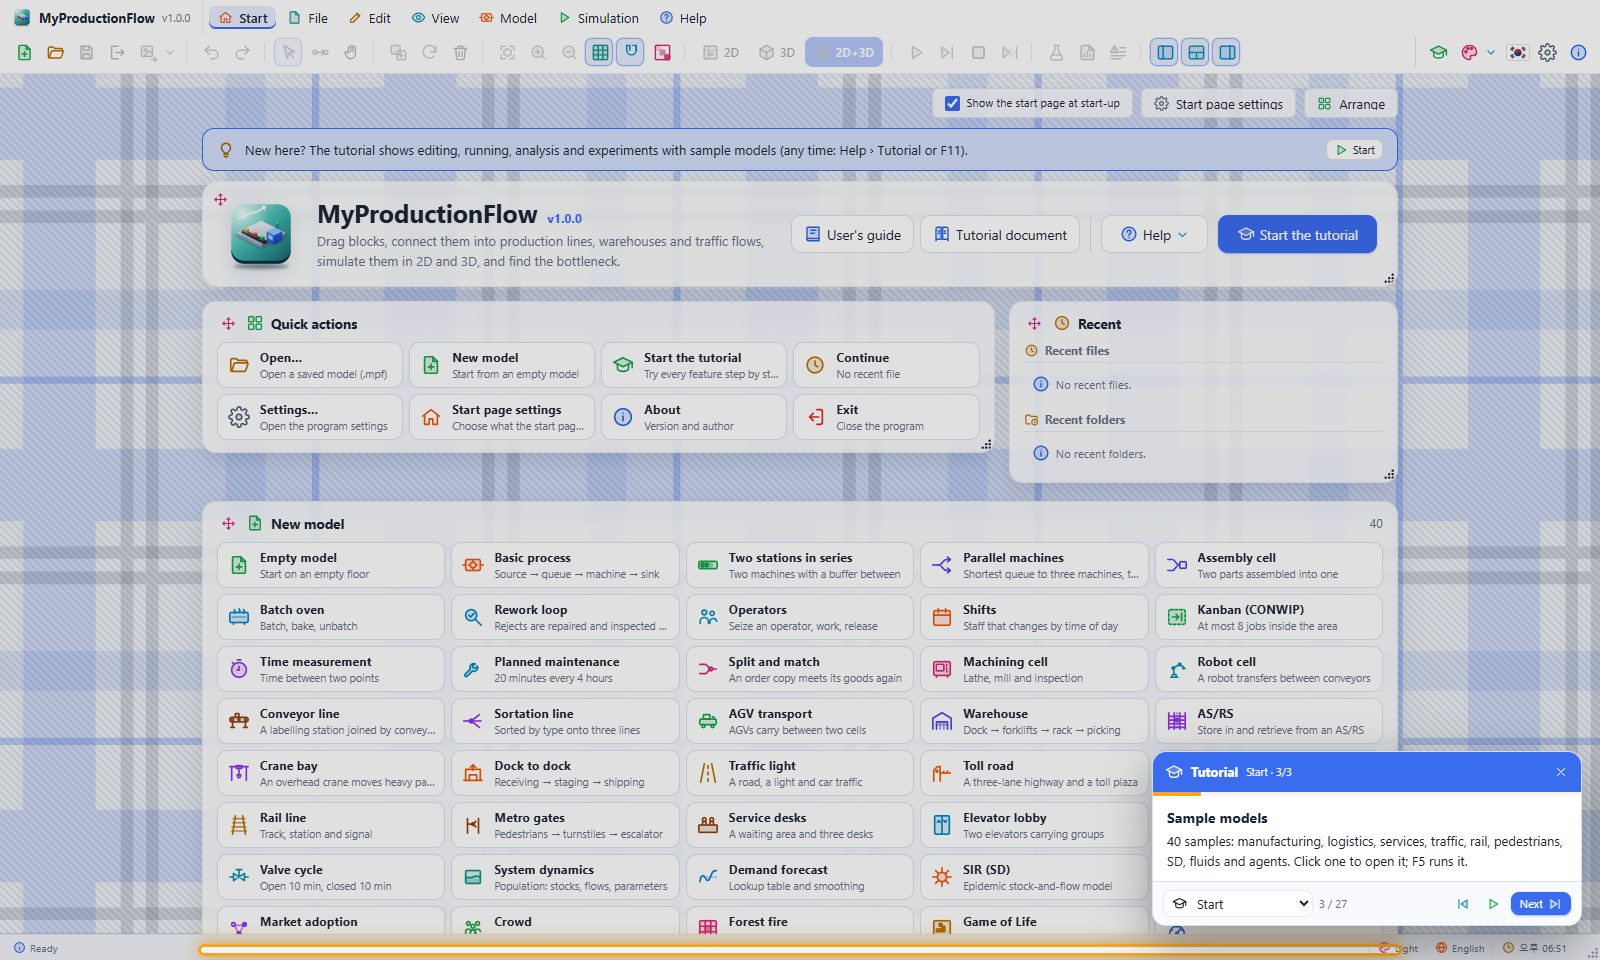 MyProductionFlow v1.0.0 Start File Edit View Model Simulation Help
2D 3D 2D+3D
Show the start page at start-up Start page settings Arrange
New here? The tutorial shows editing, running, analysis and experiments with sample models (any time: Help › Tutorial or F11). Start
MyProductionFlow v1.0.0
Drag blocks, connect them into production lines, warehouses and traffic flows,
simulate them in 2D and 3D, and find the bottleneck.
User's guide Tutorial document Help Start the tutorial
Quick actions
Open... New model Start the tutorial Continue
Open a saved model (.mpf) Start from an empty model Try every feature step by st... No recent file
Settings... Start page settings About Exit
Open the program settings Choose what the start pag... Version and author Close the program
Recent
Recent files
No recent files.
Recent folders
No recent folders.
New model 40
Empty model Basic process Two stations in series Parallel machines Assembly cell
Start on an empty floor Source → queue → machine → sink Two machines with a buffer between Shortest queue to three machines, t... Two parts assembled into one
Batch oven Rework loop Operators Shifts Kanban (CONWIP)
Batch, bake, unbatch Rejects are repaired and inspected ... Seize an operator, work, release Staff that changes by time of day At most 8 jobs inside the area
Time measurement Planned maintenance Split and match Machining cell Robot cell
Time between two points 20 minutes every 4 hours An order copy meets its goods again Lathe, mill and inspection A robot transfers between conveyors
Conveyor line Sortation line AGV transport Warehouse AS/RS
A labelling station joined by convey... Sorted by type onto three lines AGVs carry between two cells Dock → forklifts → rack → picking Store in and retrieve from an AS/RS
Crane bay Dock to dock Traffic light Toll road
An overhead crane moves heavy pa... Receiving → staging → shipping A road, a light and car traffic A three-lane highway and a toll plaza
Rail line Metro gates Service desks Elevator lobby
Track, station and signal Pedestrians → turnstiles → escalator A waiting area and three desks Two elevators carrying groups
Valve cycle System dynamics Demand forecast SIR (SD)
Open 10 min, closed 10 min Population: stocks, flows, parameters Lookup table and smoothing Epidemic stock-and-flow model
Market adoption Crowd Forest fire Game of Life
Tutorial Start · 3/3
Sample models
40 samples: manufacturing, logistics, services, traffic, rail, pedestrians,
SD, fluids and agents. Click one to open it; F5 runs it.
Start 3 / 27 Next
Ready Light English 오후 06:51